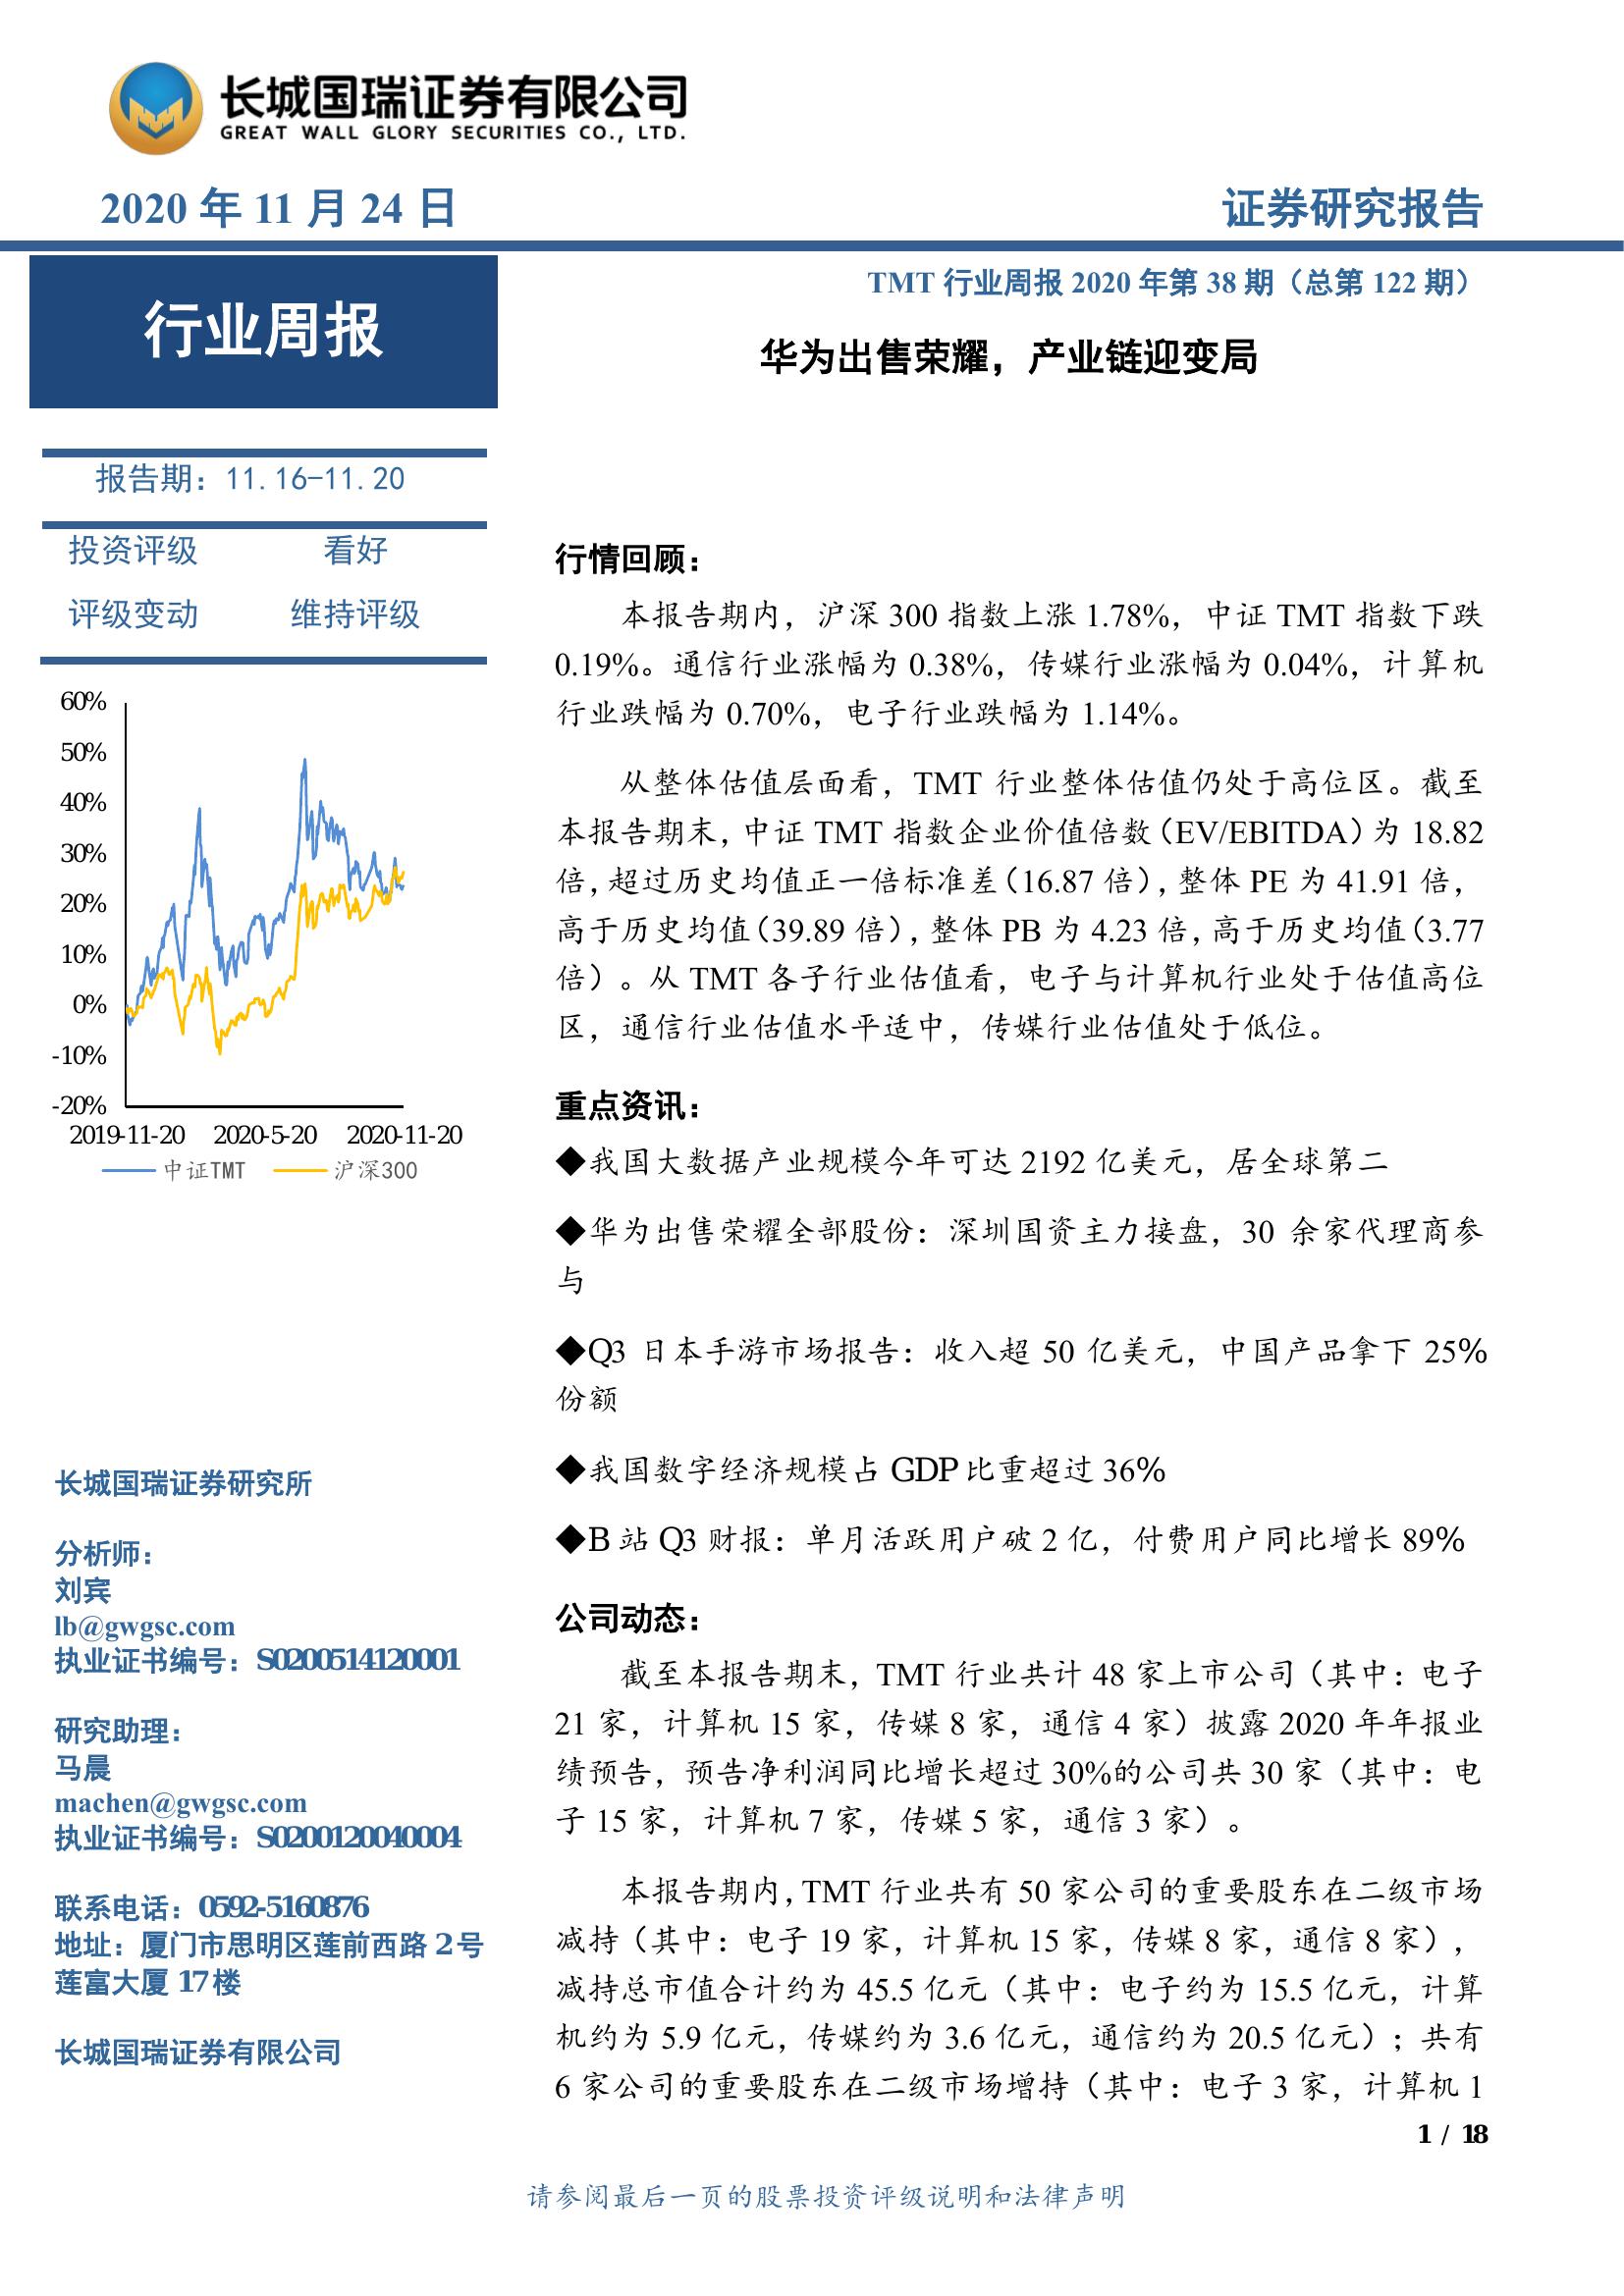 长城国瑞证券有限公司
GREAT WALL GLORY SECURITIES CO., LTD.
2020 年 11 月 24 日
证券研究报告
行业周报
TMT 行业周报 2020 年第 38 期（总第 122 期）
华为出售荣耀，产业链迎变局
报告期：11.16-11.20
投资评级 看好
评级变动 维持评级
60%
50%
40%
30%
20%
10%
0%
-10%
-20%
2019-11-20 2020-5-20 2020-11-20
中证TMT 沪深300
长城国瑞证券研究所
分析师：
刘宾
lb@gwgsc.com
执业证书编号：S0200514120001
研究助理：
马晨
machen@gwgsc.com
执业证书编号：S0200120040004
联系电话：0592-5160876
地址：厦门市思明区莲前西路 2 号
莲富大厦 17 楼
长城国瑞证券有限公司
行情回顾：
本报告期内，沪深 300 指数上涨 1.78%，中证 TMT 指数下跌
0.19%。通信行业涨幅为 0.38%，传媒行业涨幅为 0.04%，计算机
行业跌幅为 0.70%，电子行业跌幅为 1.14%。
从整体估值层面看，TMT 行业整体估值仍处于高位区。截至
本报告期末，中证 TMT 指数企业价值倍数（EV/EBITDA）为 18.82
倍，超过历史均值正一倍标准差（16.87 倍），整体 PE 为 41.91 倍，
高于历史均值（39.89 倍），整体 PB 为 4.23 倍，高于历史均值（3.77
倍）。从 TMT 各子行业估值看，电子与计算机行业处于估值高位
区，通信行业估值水平适中，传媒行业估值处于低位。
重点资讯：
◆我国大数据产业规模今年可达 2192 亿美元，居全球第二
◆华为出售荣耀全部股份：深圳国资主力接盘，30 余家代理商参
与
◆Q3 日本手游市场报告：收入超 50 亿美元，中国产品拿下 25%
份额
◆我国数字经济规模占 GDP 比重超过 36%
◆B 站 Q3 财报：单月活跃用户破 2 亿，付费用户同比增长 89%
公司动态：
截至本报告期末，TMT 行业共计 48 家上市公司（其中：电子
21 家，计算机 15 家，传媒 8 家，通信 4 家）披露 2020 年年报业
绩预告，预告净利润同比增长超过 30%的公司共 30 家（其中：电
子 15 家，计算机 7 家，传媒 5 家，通信 3 家）。
本报告期内，TMT 行业共有 50 家公司的重要股东在二级市场
减持（其中：电子 19 家，计算机 15 家，传媒 8 家，通信 8 家），
减持总市值合计约为 45.5 亿元（其中：电子约为 15.5 亿元，计算
机约为 5.9 亿元，传媒约为 3.6 亿元，通信约为 20.5 亿元）；共有
6 家公司的重要股东在二级市场增持（其中：电子 3 家，计算机 1
1 / 18
请参阅最后一页的股票投资评级说明和法律声明